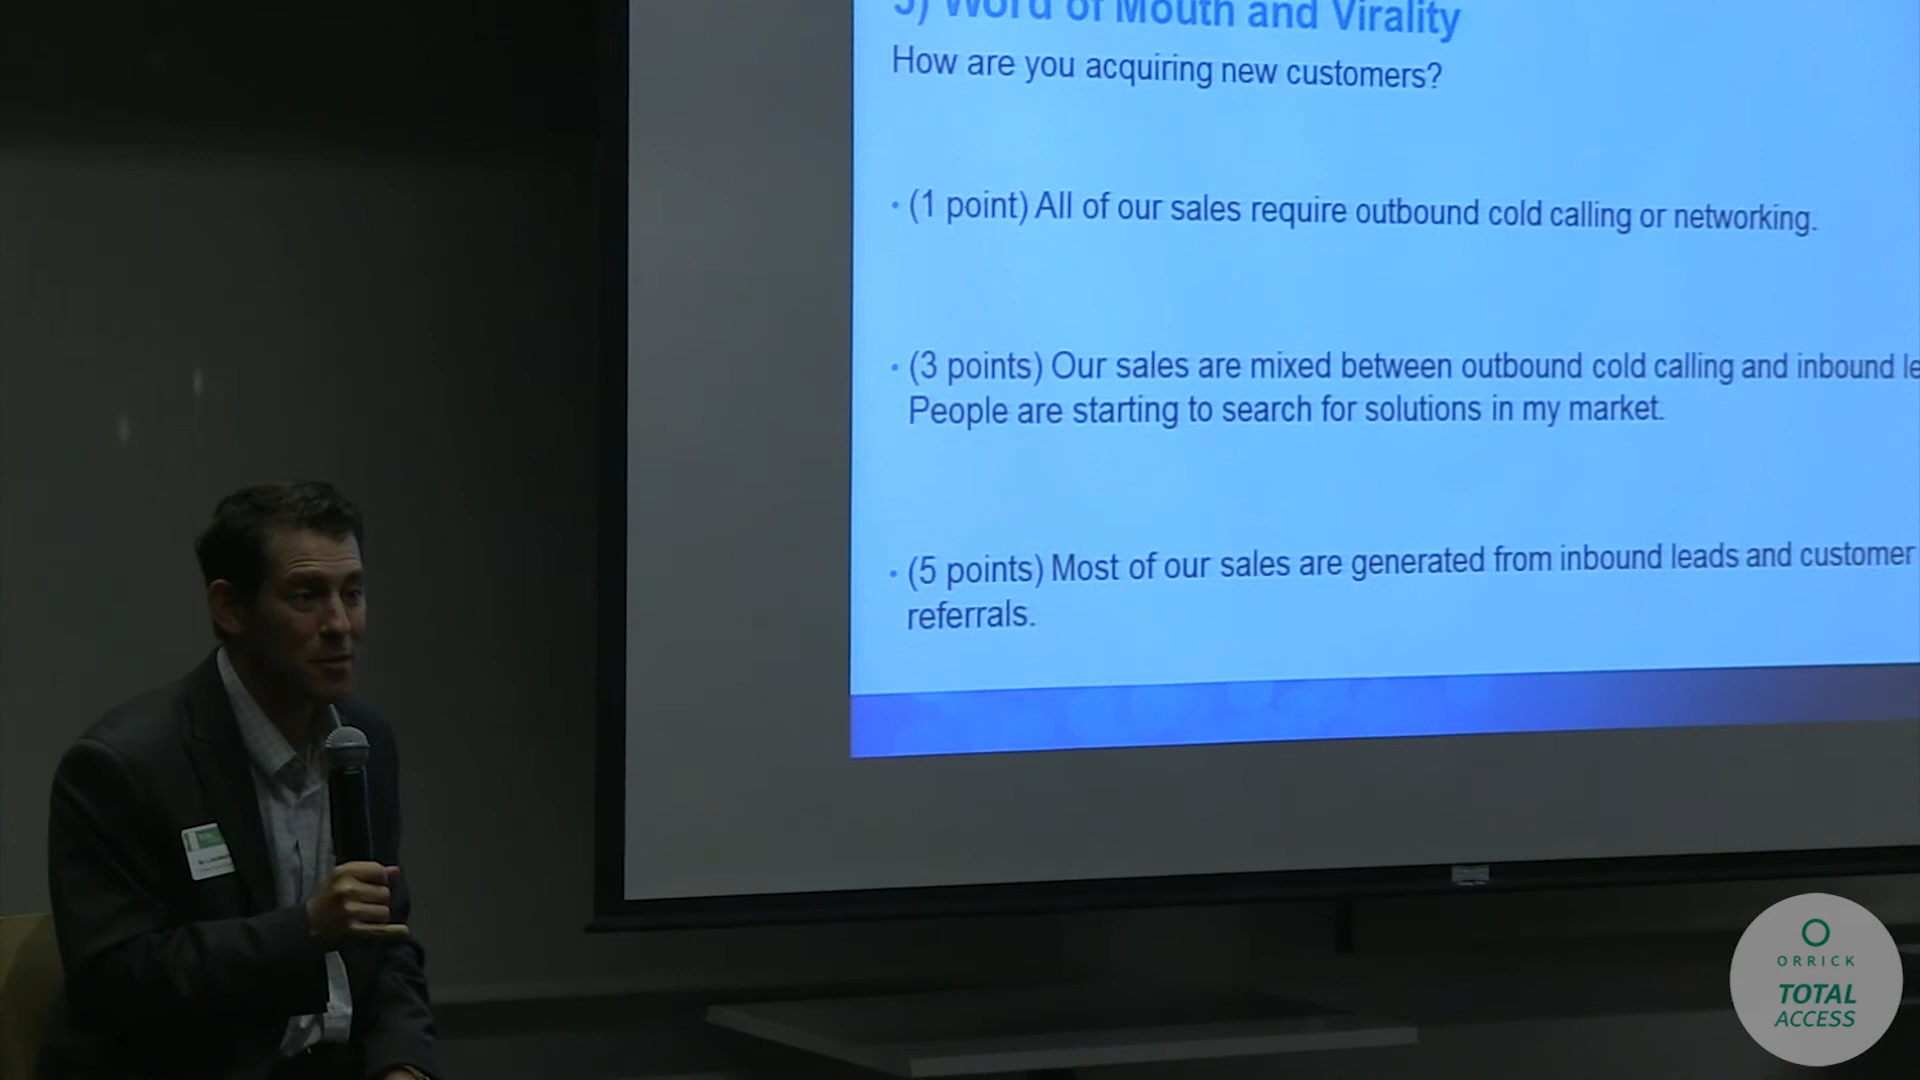 Word of Mouth and Virality
How are you acquiring new customers?
• (1 point) All of our sales require outbound cold calling or networking.
• (3 points) Our sales are mixed between outbound cold calling and inbound le
People are starting to search for solutions in my market.
• (5 points) Most of our sales are generated from inbound leads and customer
referrals.
ORRICK
TOTAL
ACCESS